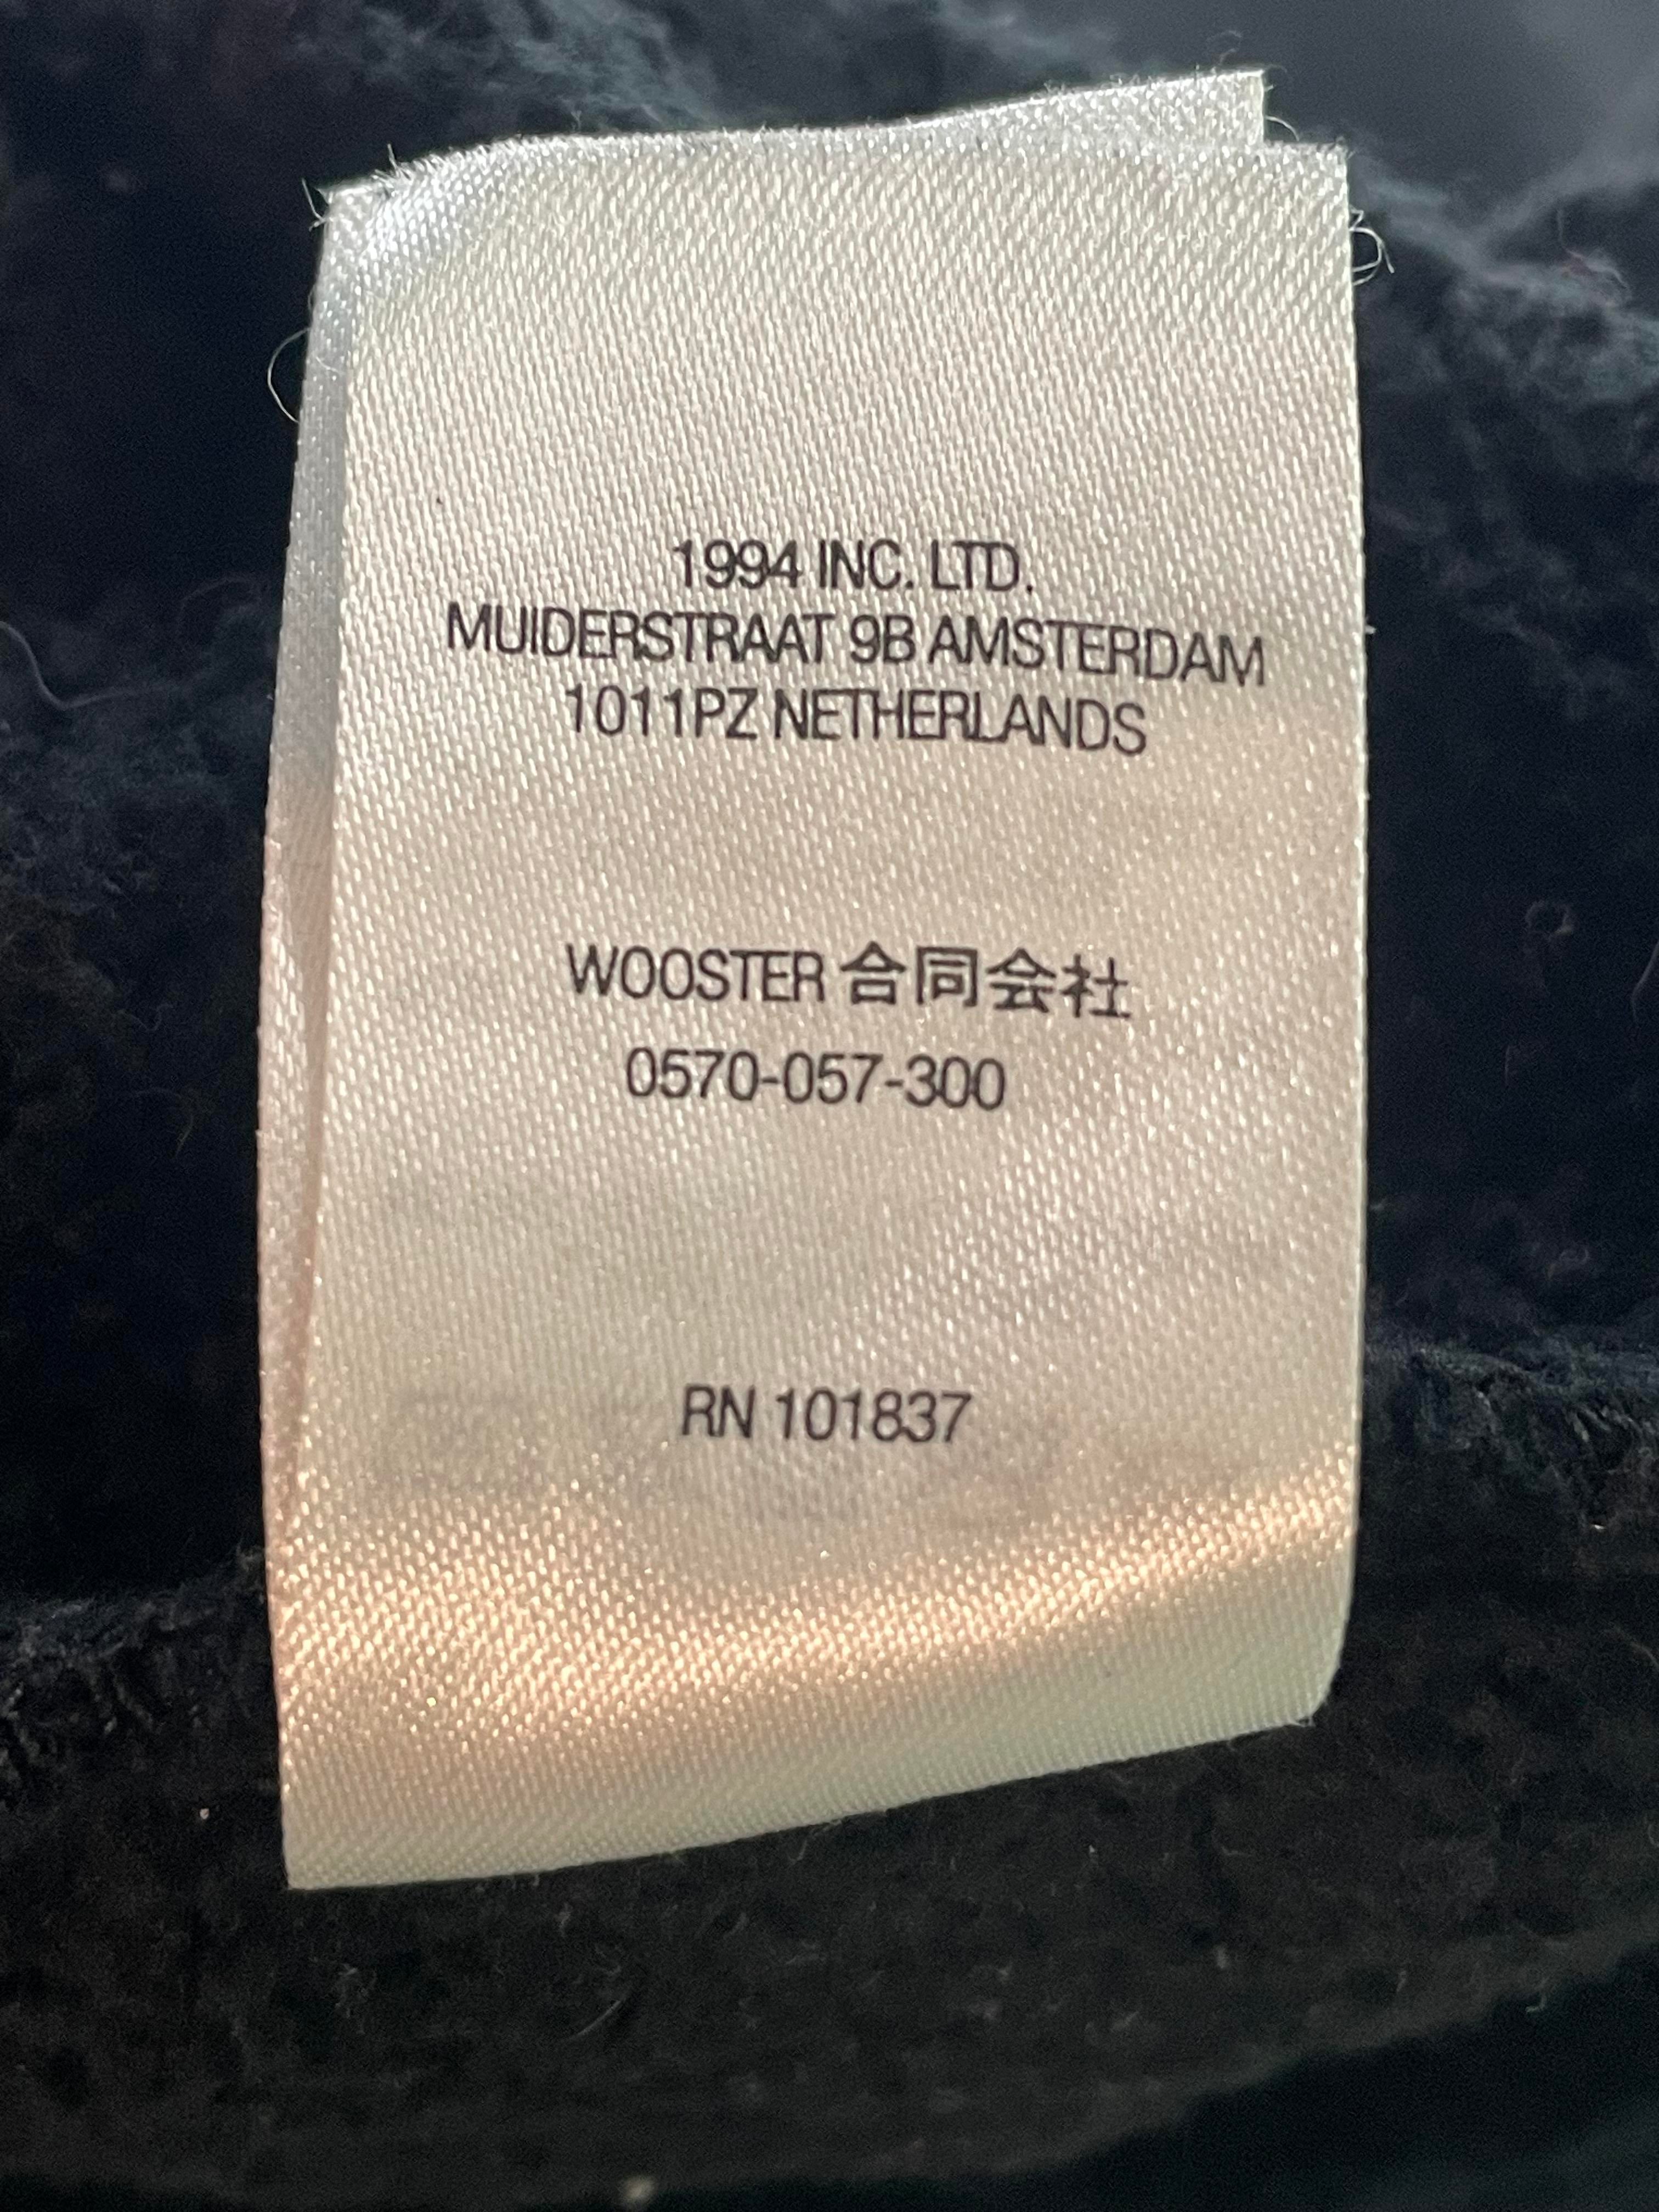 1994 INC. LTD.
MUIDERSTRAAT 9B AMSTERDAM
1011PZ NETHERLANDS
WOOSTER 合同会社
0570-057-300
RN 101837